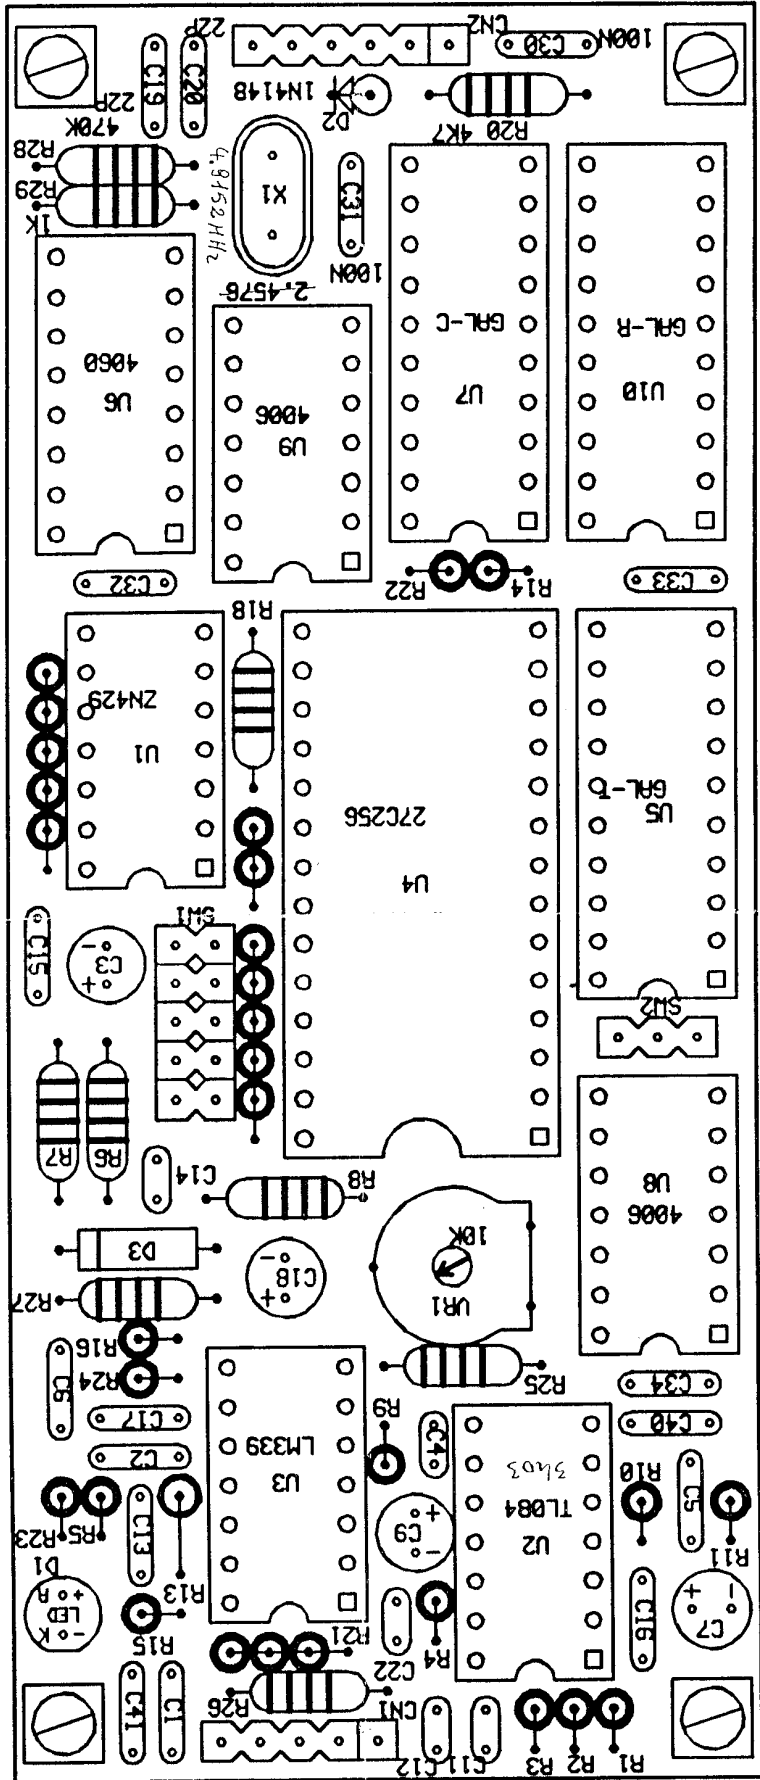 22P
CN2
C30
100N
C19
C20
1N4148
D2
22P
R20
4K7
470K
R28
R29
1K
4.9152 MHz
X1
C31
100N
2.4576
4060
U6
4006
U9
GAL-C
U7
GAL-R
U10
C32
R22
R14
C33
R18
ZN429
U1
27C256
U4
GAL-T
U5
SW1
C15
- C3 +
SW2
R7
R6
C14
R8
U8
4006
D3
10K
- C18 +
VR1
R27
R16
R24
C6
R25
C34
C17
R9
C40
C2
LM339
U3
C4
3403
TL084
U2
R10
C5
R23
R5
C13
R13
+ C9 -
R11
D1
A +
LED
K -
R15
R21
R4
C16
+ C7 -
C22
R26
C41
C1
CN1
C12
C11
R3
R2
R1